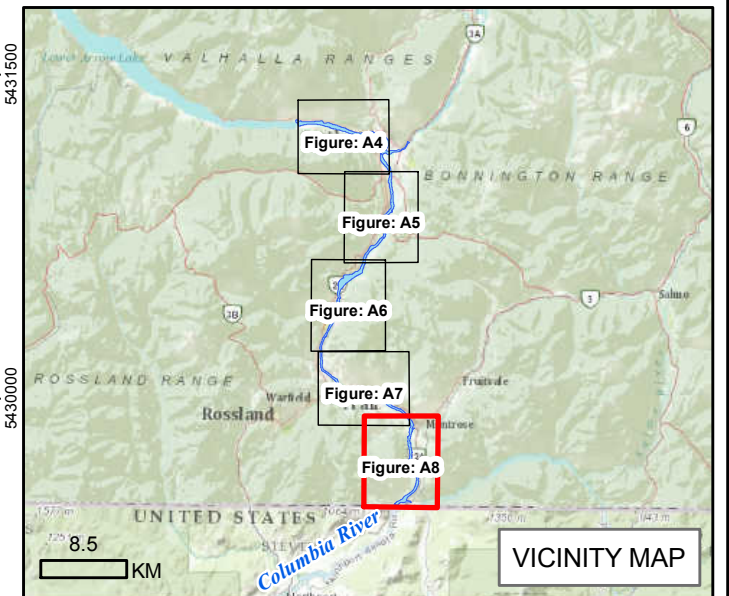 5431500
5430000
Lower Arrow Lake
VALHALLA RANGES
3A
6
Figure: A4
BONNINGTON RANGE
Figure: A5
Figure: A6
3B
3
Salmo
ROSSLAND RANGE
Figure: A7
Fruitvale
Warfield
Rossland
Montrose
Figure: A8
UNITED STATES
Columbia River
8.5
KM
VICINITY MAP